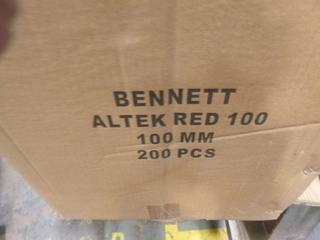 BENNETT
ALTEK RED 100
100 MM
200 PCS